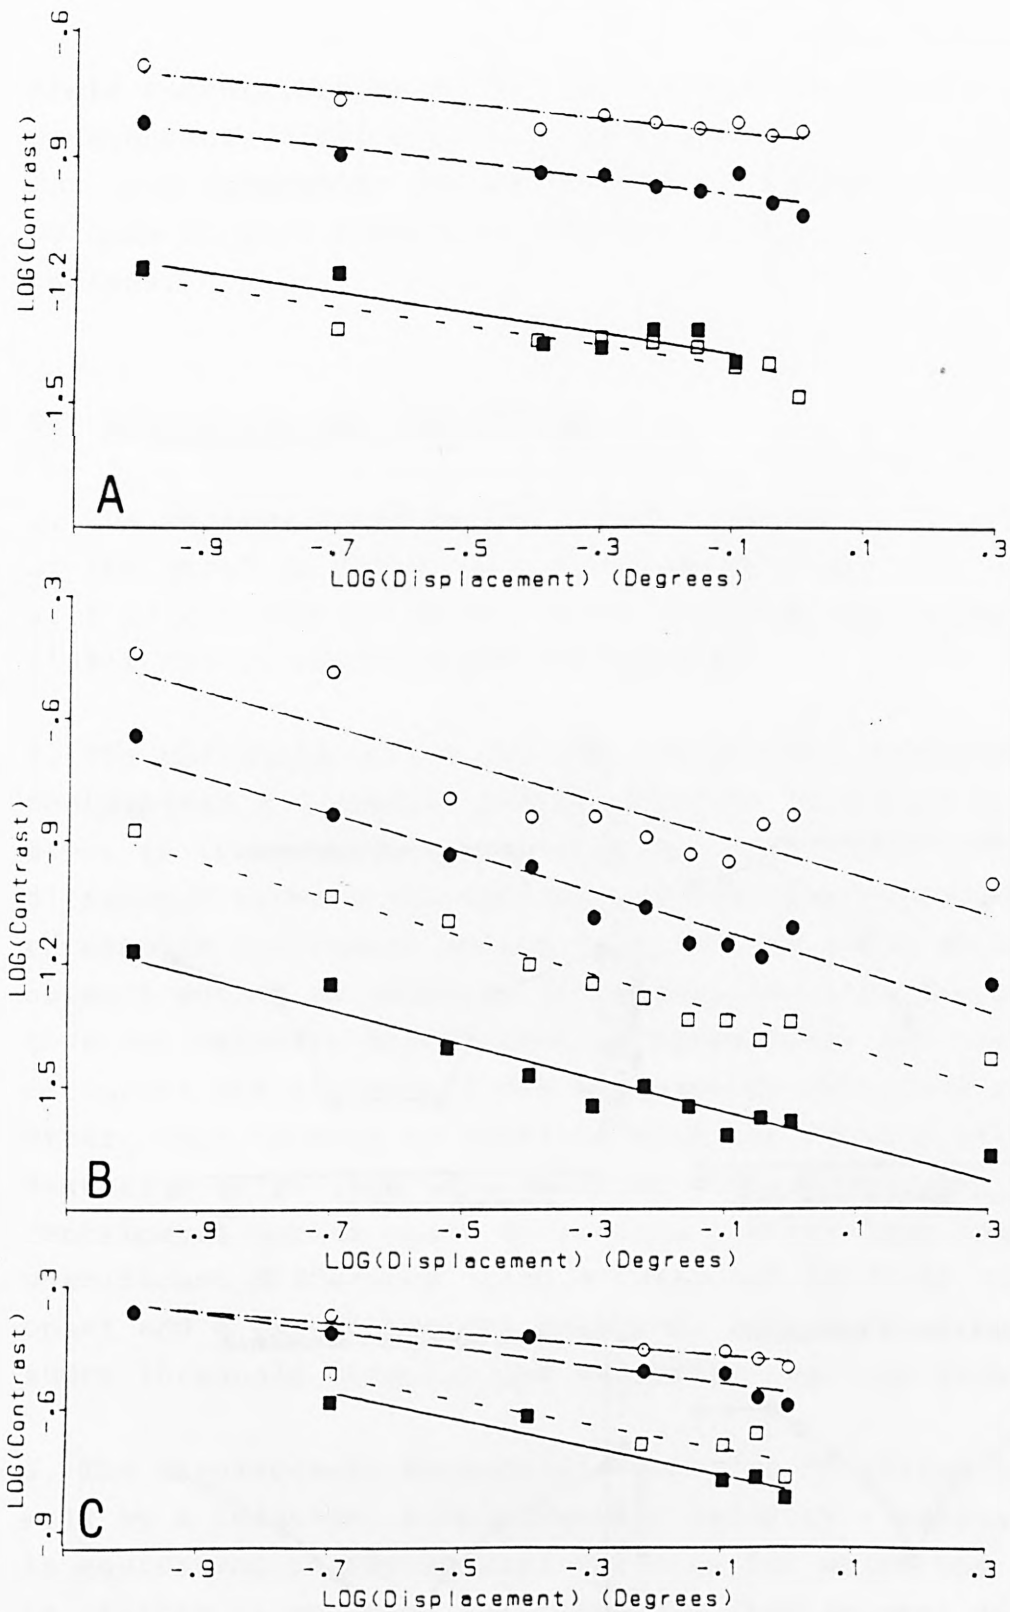 LOG(Contrast)
-.6
-.9
-1.2
-1.5
A
-.9 -.7 -.5 -.3 -.1 .1 .3
LOG(Displacement) (Degrees)
LOG(Contrast)
-.3
-.6
-.9
-1.2
-1.5
B
-.9 -.7 -.5 -.3 -.1 .1 .3
LOG(Displacement) (Degrees)
LOG(Contrast)
-.3
-.6
-.9
C
-.9 -.7 -.5 -.3 -.1 .1 .3
LOG(Displacement) (Degrees)